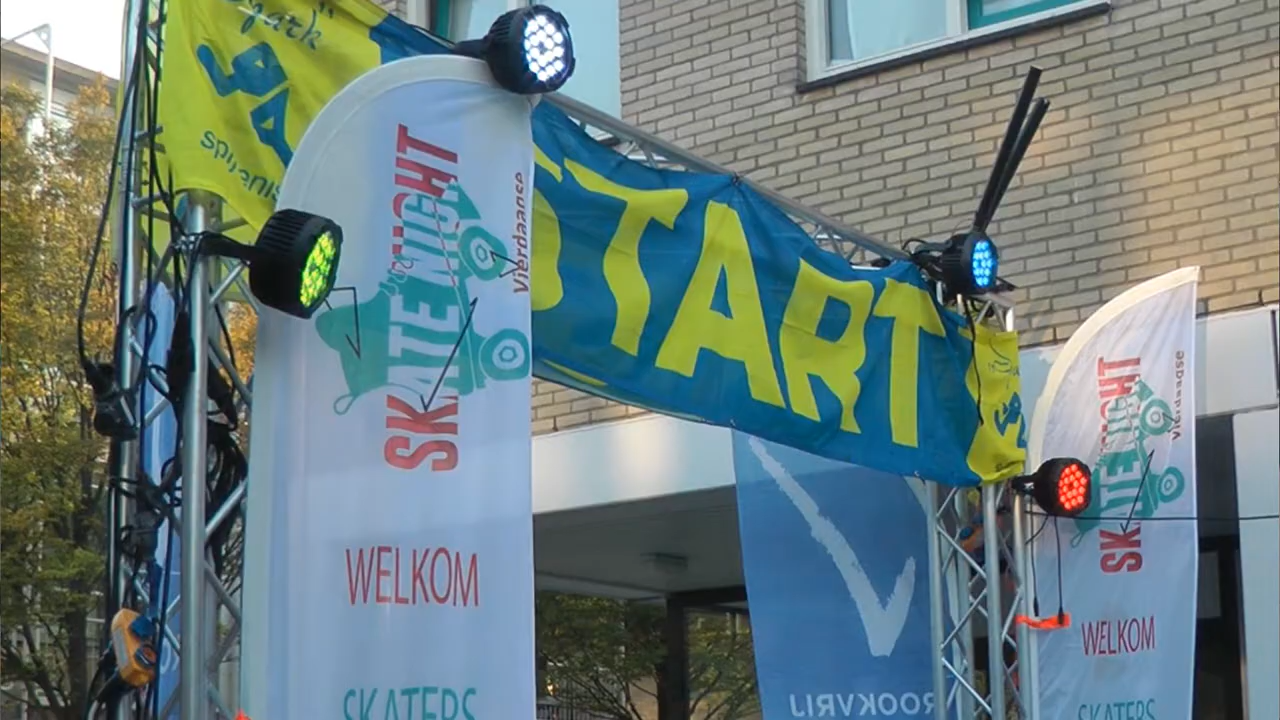 START
SKATENIGHT
Vierdaagse
WELKOM
SKATERS
SKATENIGHT
Vierdaagse
WELKOM
SKATERS
ROOKVRIJ